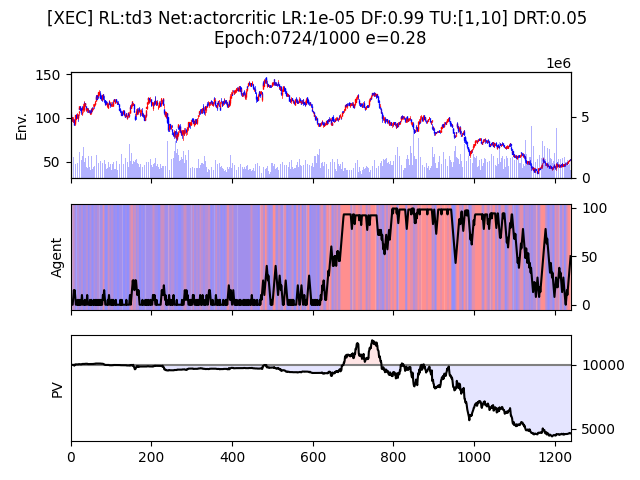 [XEC] RL:td3 Net:actorcritic LR:1e-05 DF:0.99 TU:[1,10] DRT:0.05
Epoch:0724/1000 e=0.28
1e6
150
100
50
Env.
5
0
Agent
100
50
0
PV
10000
5000
0
200
400
600
800
1000
1200